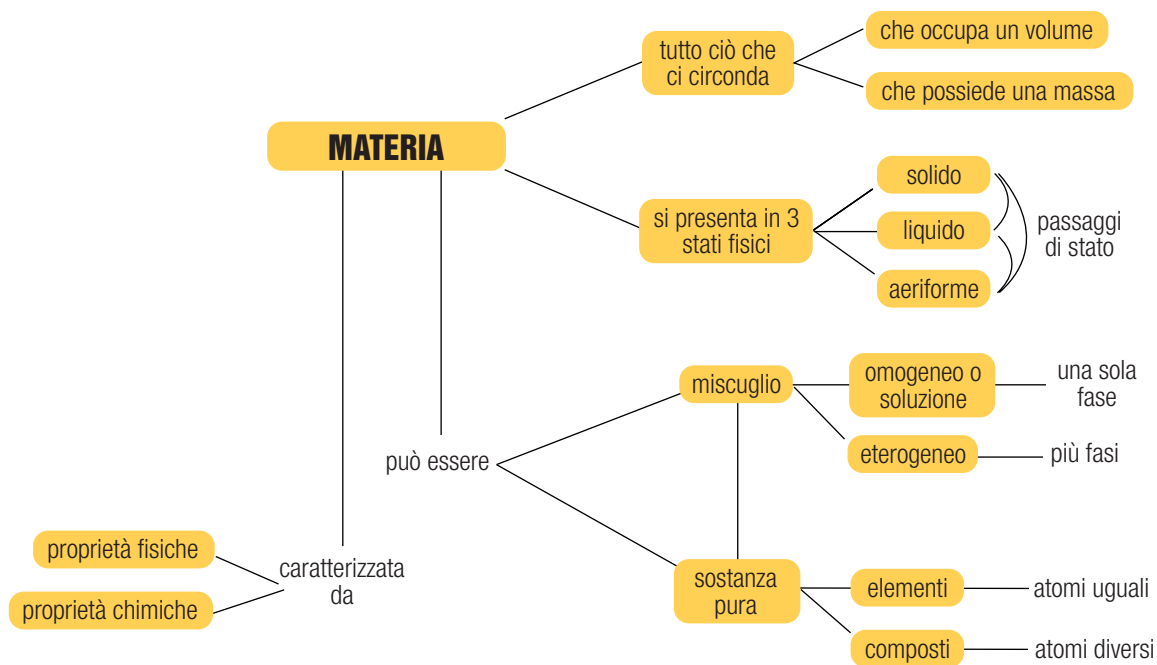 tutto ciò che
ci circonda
che occupa un volume
che possiede una massa
MATERIA
si presenta in 3
stati fisici
solido
liquido
aeriforme
passaggi
di stato
può essere
miscuglio
omogeneo o
soluzione
una sola
fase
eterogeneo
più fasi
sostanza
pura
elementi
atomi uguali
composti
atomi diversi
caratterizzata
da
proprietà fisiche
proprietà chimiche